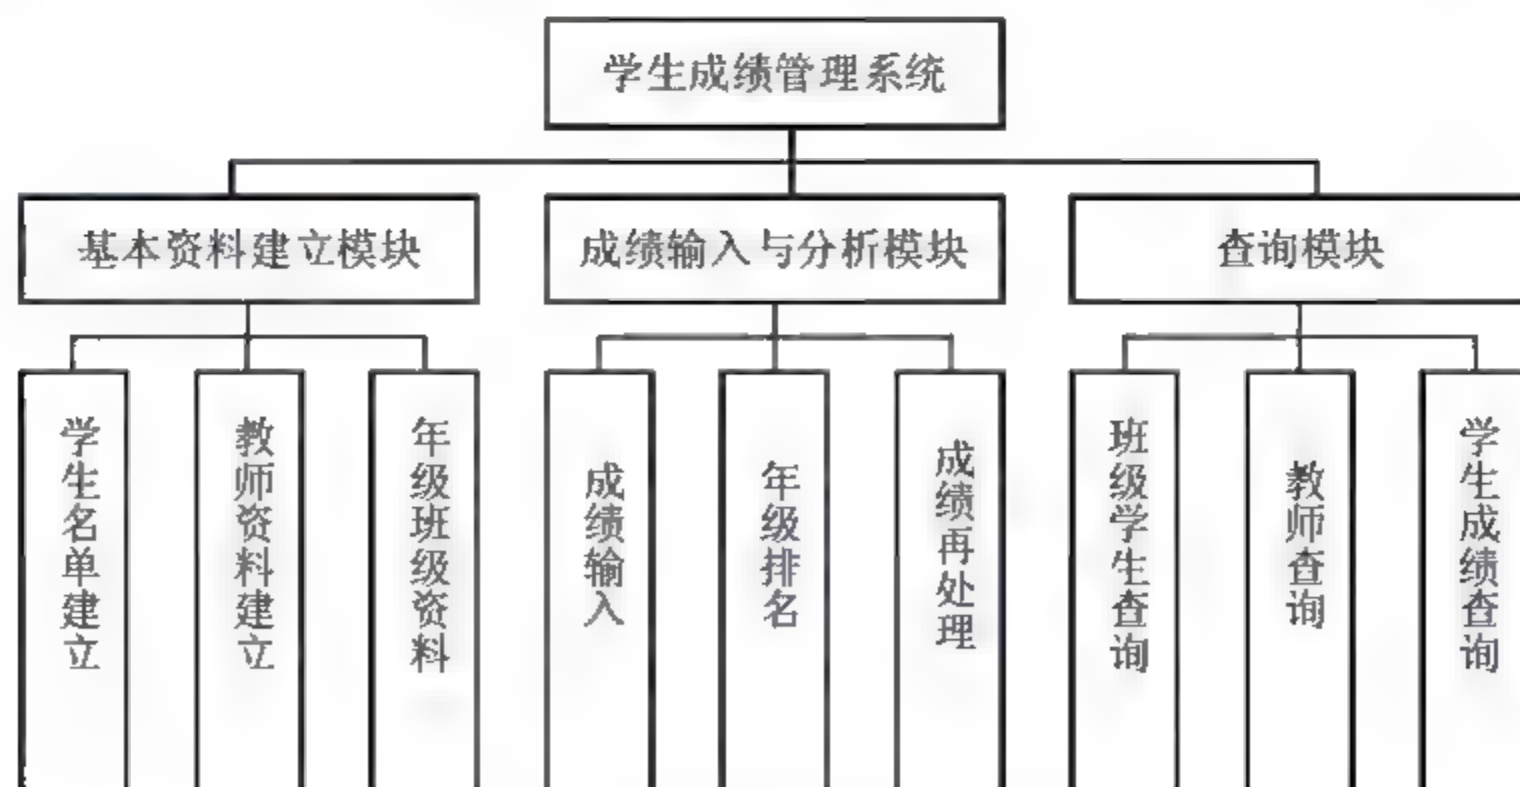 学生成绩管理系统
基本资料建立模块
成绩输入与分析模块
查询模块
学生名单建立
教师资料建立
年级班级资料
成绩输入
年级排名
成绩再处理
班级学生查询
教师查询
学生成绩查询